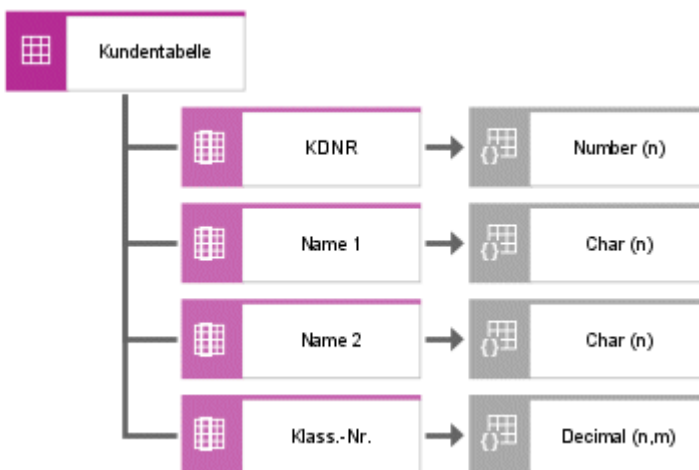 Kundentabelle
KDNR
Number (n)
Name 1
Char (n)
Name 2
Char (n)
Klass.-Nr.
Decimal (n,m)